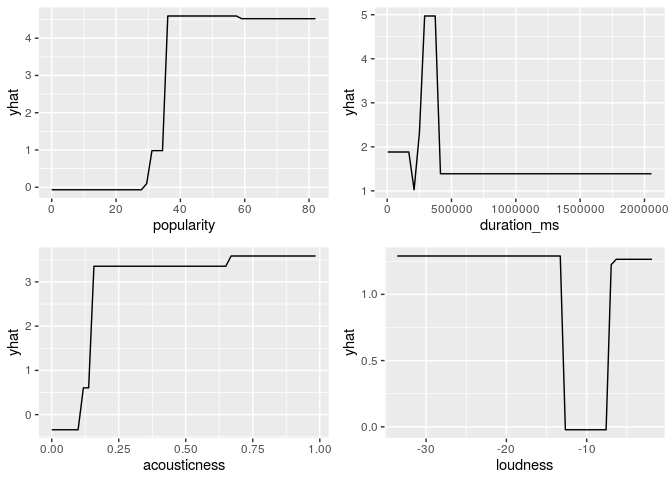 yhat
4
3
2
1
0
0 20 40 60 80
popularity
yhat
5
4
3
2
1
0 500000 1000000 1500000 2000000
duration_ms
yhat
3
2
1
0
0.00 0.25 0.50 0.75 1.00
acousticness
yhat
1.0
0.5
0.0
-30 -20 -10
loudness